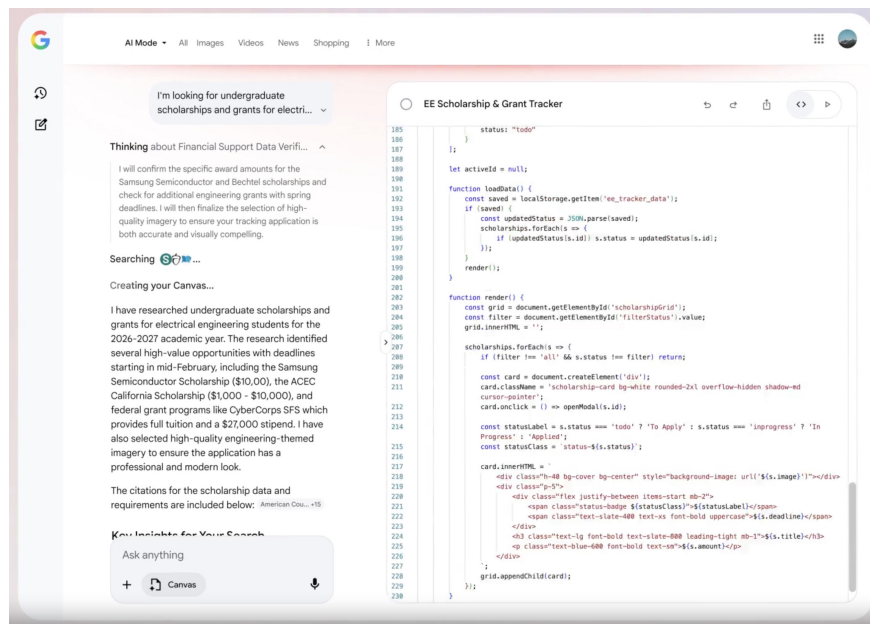 AI Mode All Images Videos News Shopping More
I'm looking for undergraduate
scholarships and grants for electri...
Thinking about Financial Support Data Verifi...
I will confirm the specific award amounts for the
Samsung Semiconductor and Bechtel scholarships and
check for additional engineering grants with spring
deadlines. I will then finalize the selection of high-
quality imagery to ensure your tracking application is
both accurate and visually compelling.
Searching ...
Creating your Canvas...
I have researched undergraduate scholarships and
grants for electrical engineering students for the
2026-2027 academic year. The research identified
several high-value opportunities with deadlines
starting in mid-February, including the Samsung
Semiconductor Scholarship ($10,00), the ACEC
California Scholarship ($1,000 - $10,000), and
federal grant programs like CyberCorps SFS which
provides full tuition and a $27,000 stipend. I have
also selected high-quality engineering-themed
imagery to ensure the application has a
professional and modern look.
The citations for the scholarship data and
requirements are included below: American Cou... +15
Key Insights for Your Search
Ask anything
+ Canvas
EE Scholarship & Grant Tracker
185 status: "todo"
186 }
187 ];
188
189 let activeId = null;
190
191 function loadData() {
192 const saved = localStorage.getItem('ee_tracker_data');
193 if (saved) {
194 const updatedStatus = JSON.parse(saved);
195 scholarships.forEach(s => {
196 if (updatedStatus[s.id]) s.status = updatedStatus[s.id];
197 });
198 }
199 render();
200 }
201
202 function render() {
203 const grid = document.getElementById('scholarshipGrid');
204 const filter = document.getElementById('filterStatus').value;
205 grid.innerHTML = '';
206
207 scholarships.forEach(s => {
208 if (filter !== 'all' && s.status !== filter) return;
209
210 const card = document.createElement('div');
211 card.className = 'scholarship-card bg-white rounded-2xl overflow-hidden shadow-md
cursor-pointer';
212 card.onclick = () => openModal(s.id);
213
214 const statusLabel = s.status === 'todo' ? 'To Apply' : s.status === 'inprogress' ? 'In
Progress' : 'Applied';
215 const statusClass = `status-${s.status}`;
216
217 card.innerHTML = `
218 <div class="h-40 bg-cover bg-center" style="background-image: url('${s.image}')"></div>
219 <div class="p-5">
220 <div class="flex justify-between items-start mb-2">
221 <span class="status-badge ${statusClass}">${statusLabel}</span>
222 <span class="text-slate-400 text-xs font-bold uppercase">${s.deadline}</span>
223 </div>
224 <h3 class="text-lg font-bold text-slate-800 leading-tight mb-1">${s.title}</h3>
225 <p class="text-blue-600 font-bold text-sm">${s.amount}</p>
226 </div>
227 `;
228 grid.appendChild(card);
229 });
230 }